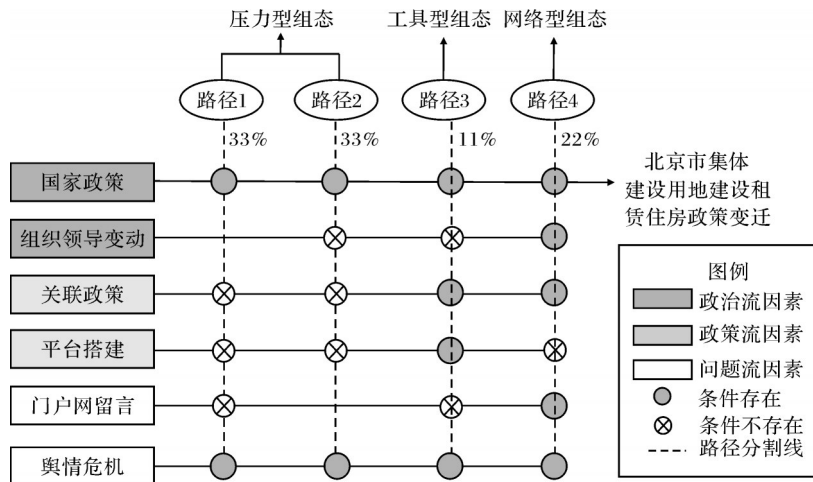 压力型组态
工具型组态
网络型组态
路径1
路径2
路径3
路径4
33%
33%
11%
22%
国家政策
组织领导变动
关联政策
平台搭建
门户网留言
舆情危机
北京市集体
建设用地建设租
赁住房政策变迁
图例
政治流因素
政策流因素
问题流因素
条件存在
条件不存在
路径分割线